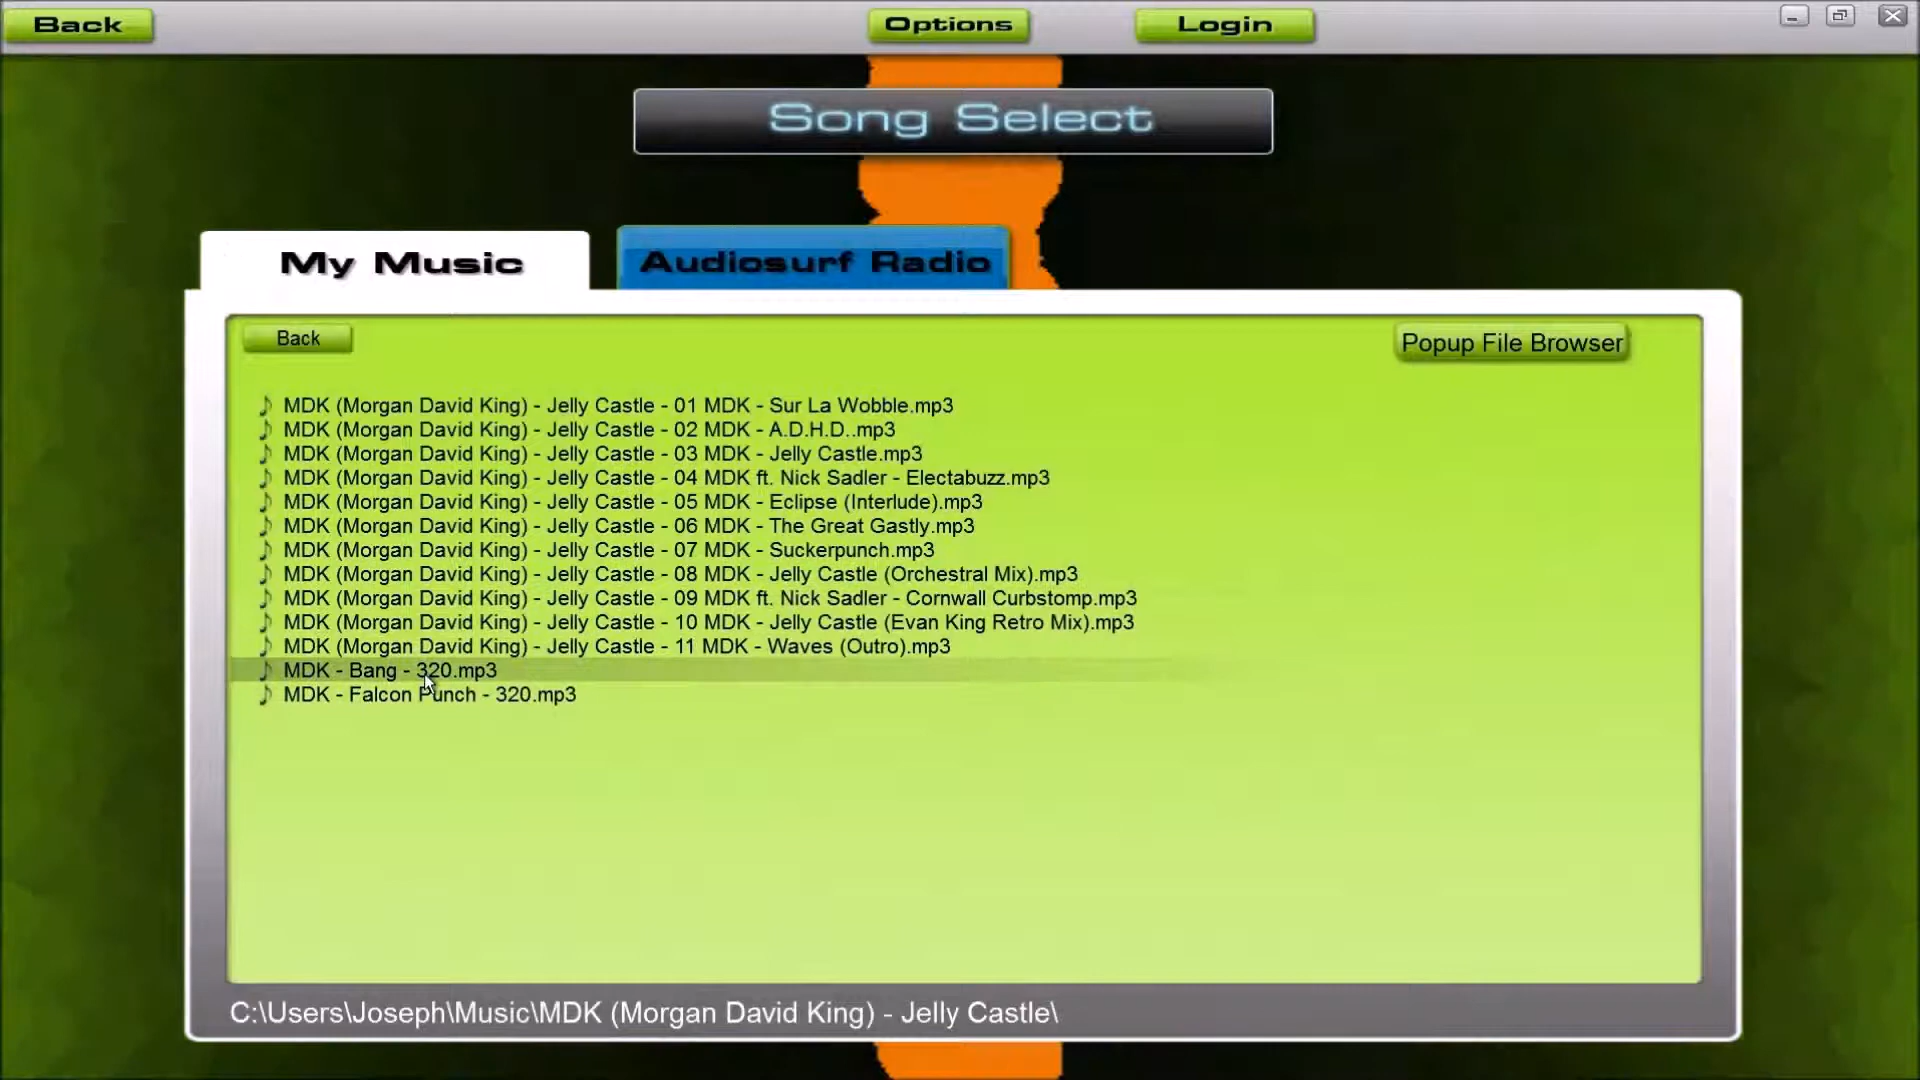 Back
Options
Login
Song Select
My Music
Audiosurf Radio
Back
Popup File Browser
MDK (Morgan David King) - Jelly Castle - 01 MDK - Sur La Wobble.mp3
MDK (Morgan David King) - Jelly Castle - 02 MDK - A.D.H.D..mp3
MDK (Morgan David King) - Jelly Castle - 03 MDK - Jelly Castle.mp3
MDK (Morgan David King) - Jelly Castle - 04 MDK ft. Nick Sadler - Electabuzz.mp3
MDK (Morgan David King) - Jelly Castle - 05 MDK - Eclipse (Interlude).mp3
MDK (Morgan David King) - Jelly Castle - 06 MDK - The Great Gastly.mp3
MDK (Morgan David King) - Jelly Castle - 07 MDK - Suckerpunch.mp3
MDK (Morgan David King) - Jelly Castle - 08 MDK - Jelly Castle (Orchestral Mix).mp3
MDK (Morgan David King) - Jelly Castle - 09 MDK ft. Nick Sadler - Cornwall Curbstomp.mp3
MDK (Morgan David King) - Jelly Castle - 10 MDK - Jelly Castle (Evan King Retro Mix).mp3
MDK (Morgan David King) - Jelly Castle - 11 MDK - Waves (Outro).mp3
MDK - Bang - 320.mp3
MDK - Falcon Punch - 320.mp3
C:\Users\Joseph\Music\MDK (Morgan David King) - Jelly Castle\